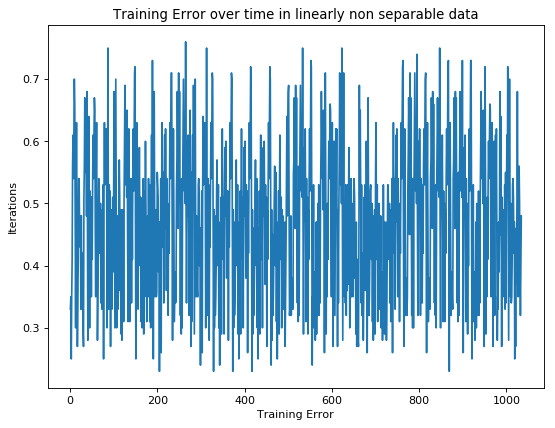 Training Error over time in linearly non separable data
Iterations
0.7
0.6
0.5
0.4
0.3
0 200 400 600 800 1000
Training Error